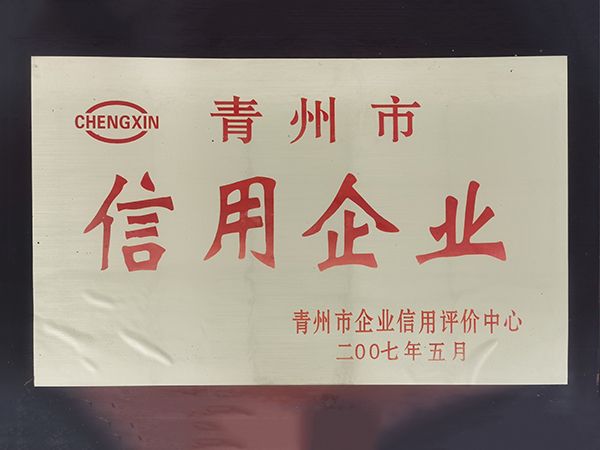 CHENGXIN
青州市
信用企业
青州市企业信用评价中心
二00七年五月